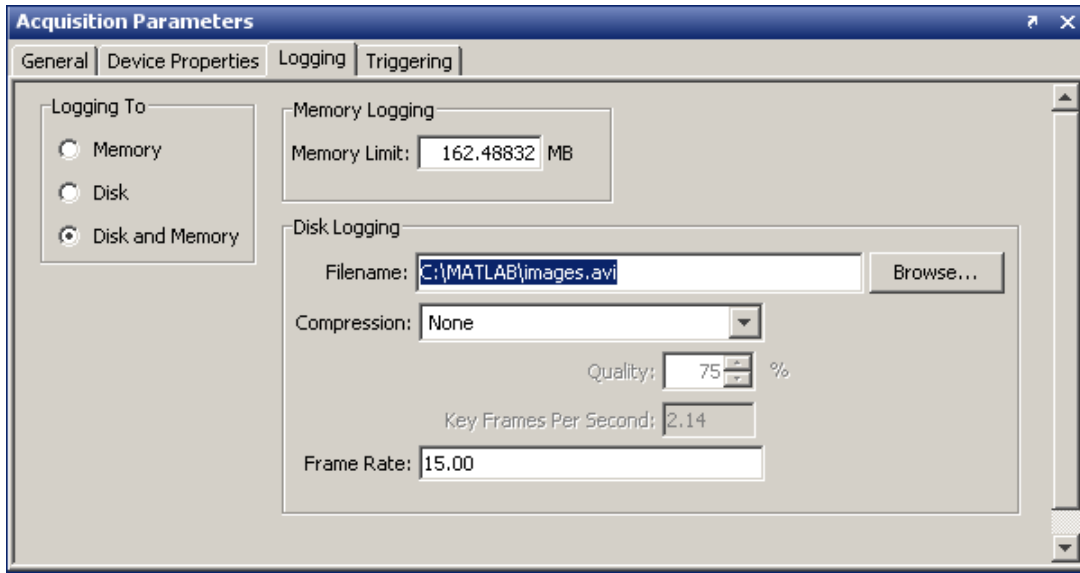 Acquisition Parameters
General Device Properties Logging Triggering
Logging To
Memory
Disk
Disk and Memory
Memory Logging
Memory Limit: 162.48832 MB
Disk Logging
Filename: C:\MATLAB\images.avi Browse...
Compression: None
Quality: 75 %
Key Frames Per Second: 2.14
Frame Rate: 15.00